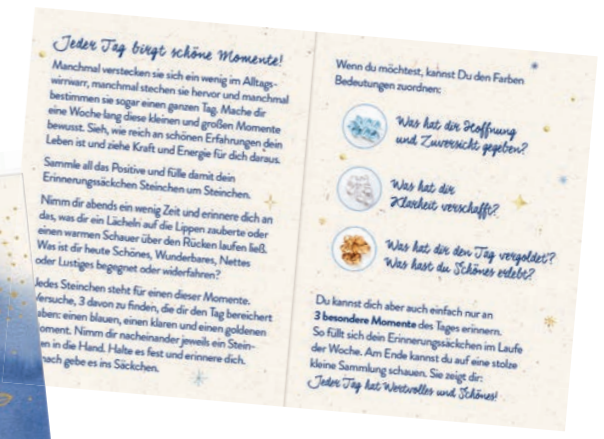 Jeder Tag birgt schöne Momente!
Manchmal verstecken sie sich ein wenig im Alltags-
wirrwarr, manchmal stechen sie hervor und manchmal
bestimmen sie sogar einen ganzen Tag. Mache dir
eine Woche lang diese kleinen und großen Momente
bewusst. Sieh, wie reich an schönen Erfahrungen dein
Leben ist und ziehe Kraft und Energie für dich daraus.
Sammle all das Positive und fülle damit dein
Erinnerungssäckchen Steinchen um Steinchen.
Nimm dir abends ein wenig Zeit und erinnere dich an
das, was dir ein Lächeln auf die Lippen zauberte oder
einen warmen Schauer über den Rücken laufen ließ.
Was ist dir heute Schönes, Wunderbares, Nettes
oder Lustiges begegnet oder widerfahren?
Jedes Steinchen steht für einen dieser Momente.
Versuche, 3 davon zu finden, die dir den Tag bereichert
aben: einen blauen, einen klaren und einen goldenen
oment. Nimm dir nacheinander jeweils ein Stein-
en in die Hand. Halte es fest und erinnere dich.
nach gebe es ins Säckchen.
Wenn du möchtest, kannst Du den Farben
Bedeutungen zuordnen:
Was hat dir Hoffnung
und Zuversicht gegeben?
Was hat dir
Klarheit verschafft?
Was hat dir den Tag vergoldet?
Was hast du Schönes erlebt?
Du kannst dich aber auch einfach nur an
3 besondere Momente des Tages erinnern.
So füllt sich dein Erinnerungssäckchen im Laufe
der Woche. Am Ende kannst du auf eine stolze
kleine Sammlung schauen. Sie zeigt dir:
Jeder Tag hat Wertvolles und Schönes!